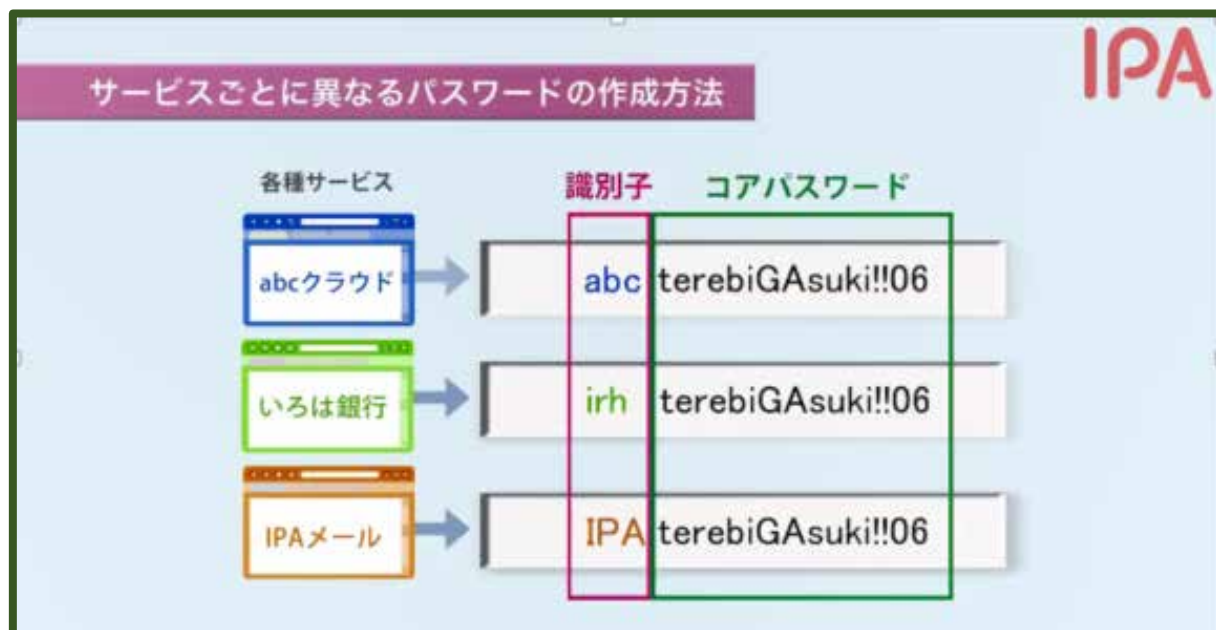 IPA
サービスごとに異なるパスワードの作成方法
各種サービス 識別子 コアパスワード
abcクラウド abc terebiGAsuki!!06
いろは銀行 irh terebiGAsuki!!06
IPAメール IPA terebiGAsuki!!06